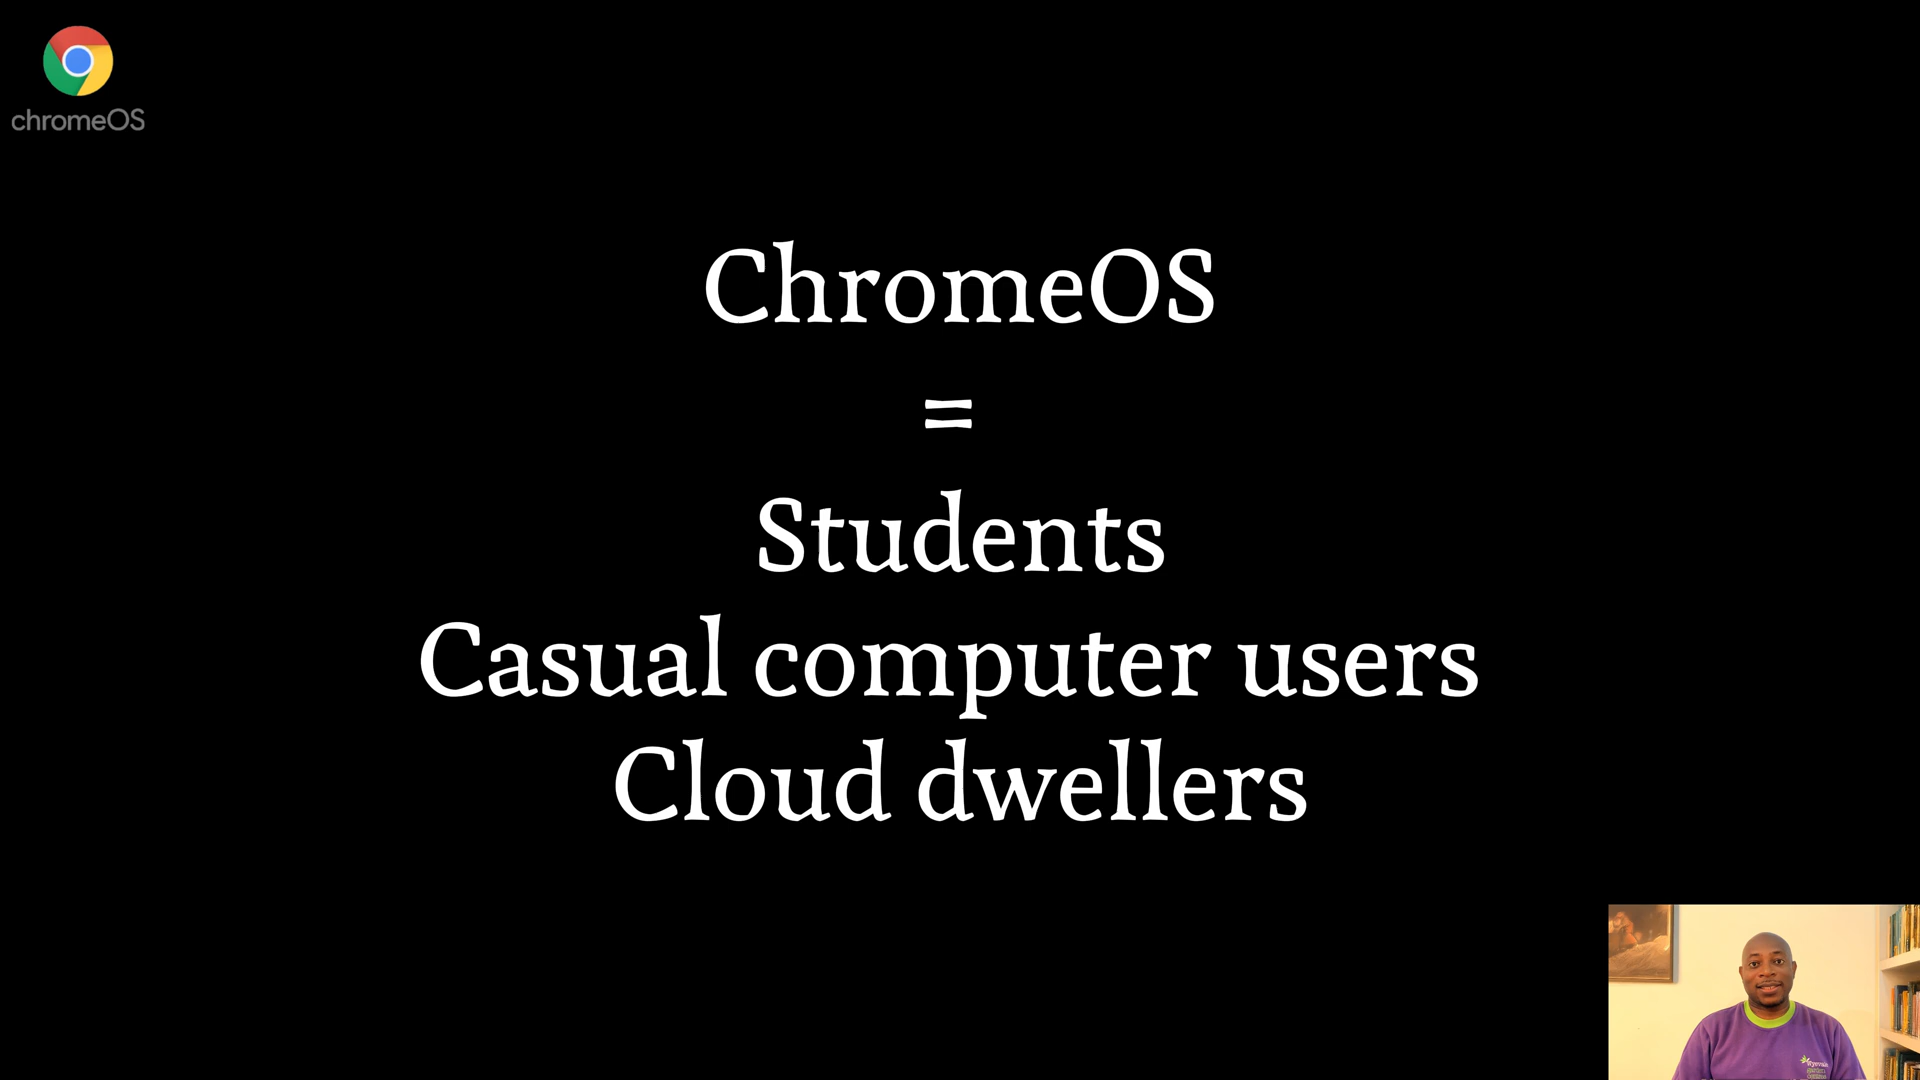 chromeOS
ChromeOS
=
Students
Casual computer users
Cloud dwellers